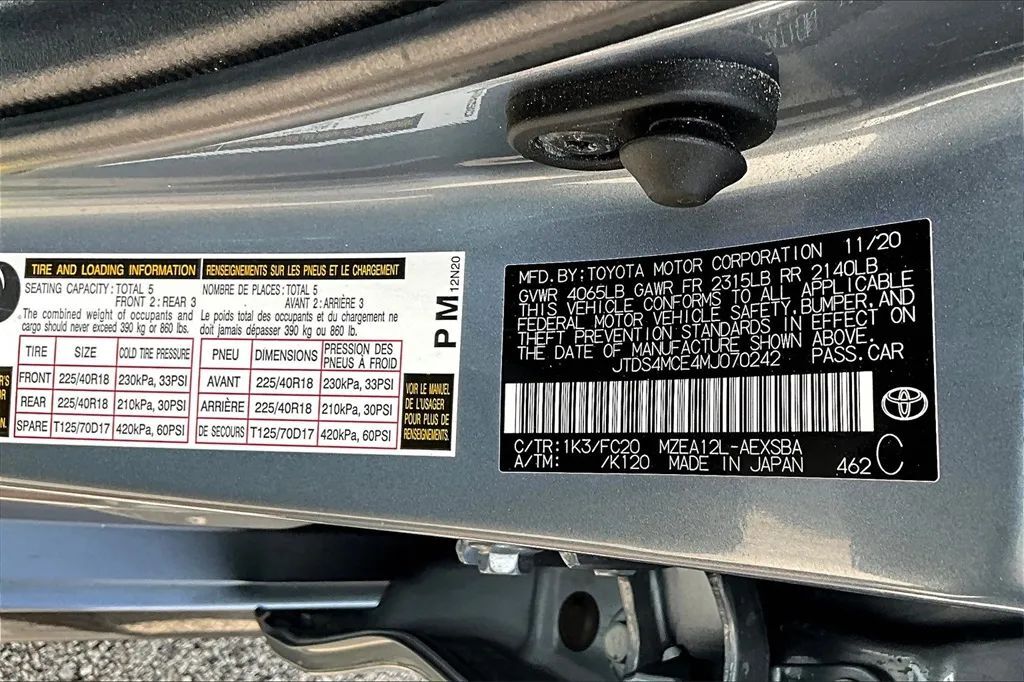 TIRE AND LOADING INFORMATION
SEATING CAPACITY: TOTAL 5
FRONT 2 : REAR 3
The combined weight of occupants and
cargo should never exceed 390 kg or 860 lbs.
TIRE SIZE COLD TIRE PRESSURE
FRONT 225/40R18 230kPa, 33PSI
REAR 225/40R18 210kPa, 30PSI
SPARE T125/70D17 420kPa, 60PSI
RENSEIGNEMENTS SUR LES PNEUS ET LE CHARGEMENT
NOMBRE DE PLACES: TOTAL 5
AVANT 2 : ARRIÈRE 3
Le poids total des occupants et du chargement ne
doit jamais dépasser 390 kg ou 860 lb.
PNEU DIMENSIONS PRESSION DES PNEUS À FROID
AVANT 225/40R18 230kPa, 33PSI
ARRIÈRE 225/40R18 210kPa, 30PSI
DE SECOURS T125/70D17 420kPa, 60PSI
VOIR LE MANUEL
DE L'USAGER
POUR PLUS DE
RENSEIGNEMENTS.
PM 12N20
MFD. BY: TOYOTA MOTOR CORPORATION 11/20
GVWR 4065LB GAWR FR 2315LB RR 2140LB
THIS VEHICLE CONFORMS TO ALL APPLICABLE
FEDERAL MOTOR VEHICLE SAFETY, BUMPER, AND
THEFT PREVENTION STANDARDS IN EFFECT ON
THE DATE OF MANUFACTURE SHOWN ABOVE.
JTDS4MCE4MJ070242 PASS. CAR
C/TR: 1K3/FC20 MZEA12L-AEXSBA
A/TM: /K120 MADE IN JAPAN 462 C